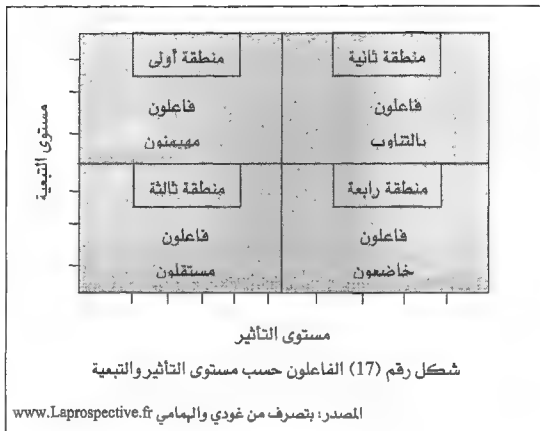 منطقة أولى
منطقة ثانية
فاعلون
مهيمنون
فاعلون
بالتناوب
مستوى التبعية
منطقة ثالثة
منطقة رابعة
فاعلون
مستقلون
فاعلون
خاضعون
مستوى التأثير
شكل رقم (17) الفاعلون حسب مستوى التأثير والتبعية
المصدر: بتصرف من غودي والهمامي www.Laprospective.fr